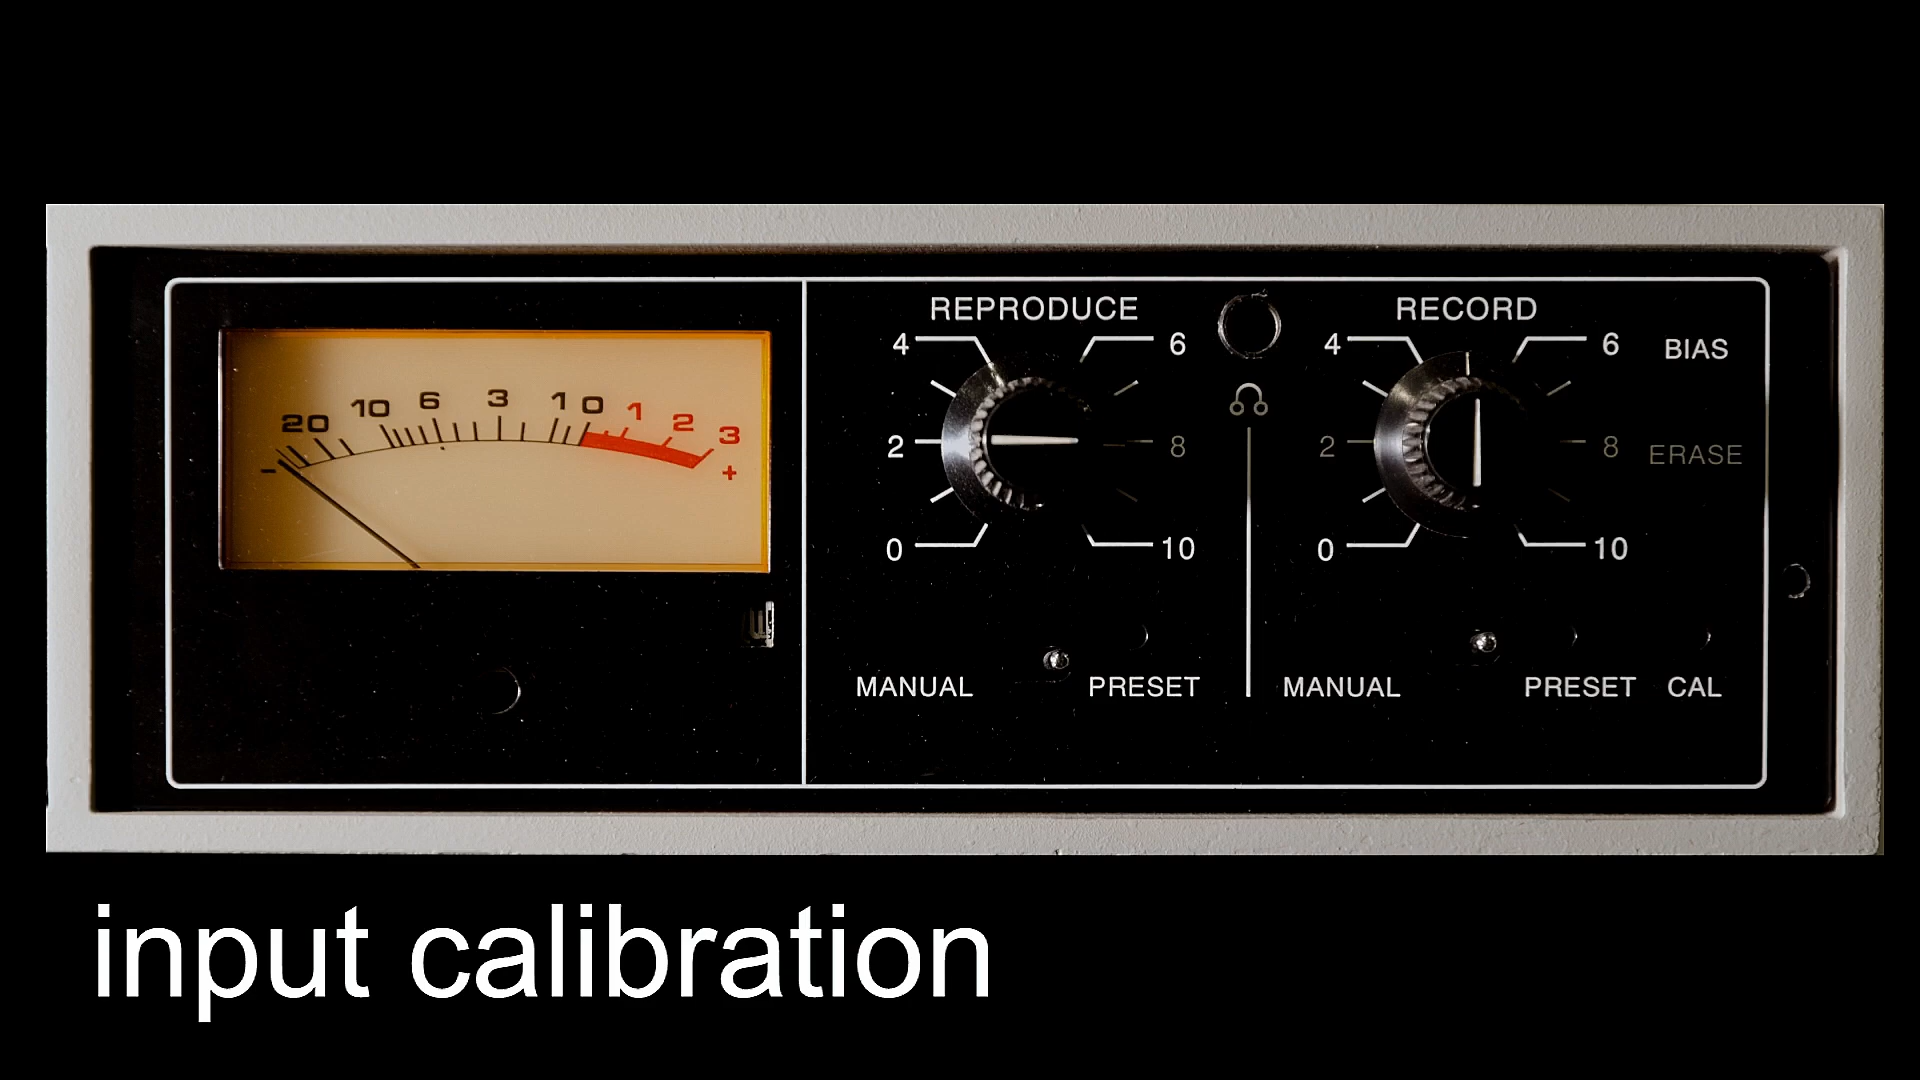 REPRODUCE
RECORD
4 6
4 6
BIAS
20 10 6 3 1 0 1 2 3
- +
2 8
2 8
ERASE
0 10
0 10
MANUAL PRESET
MANUAL PRESET CAL
input calibration